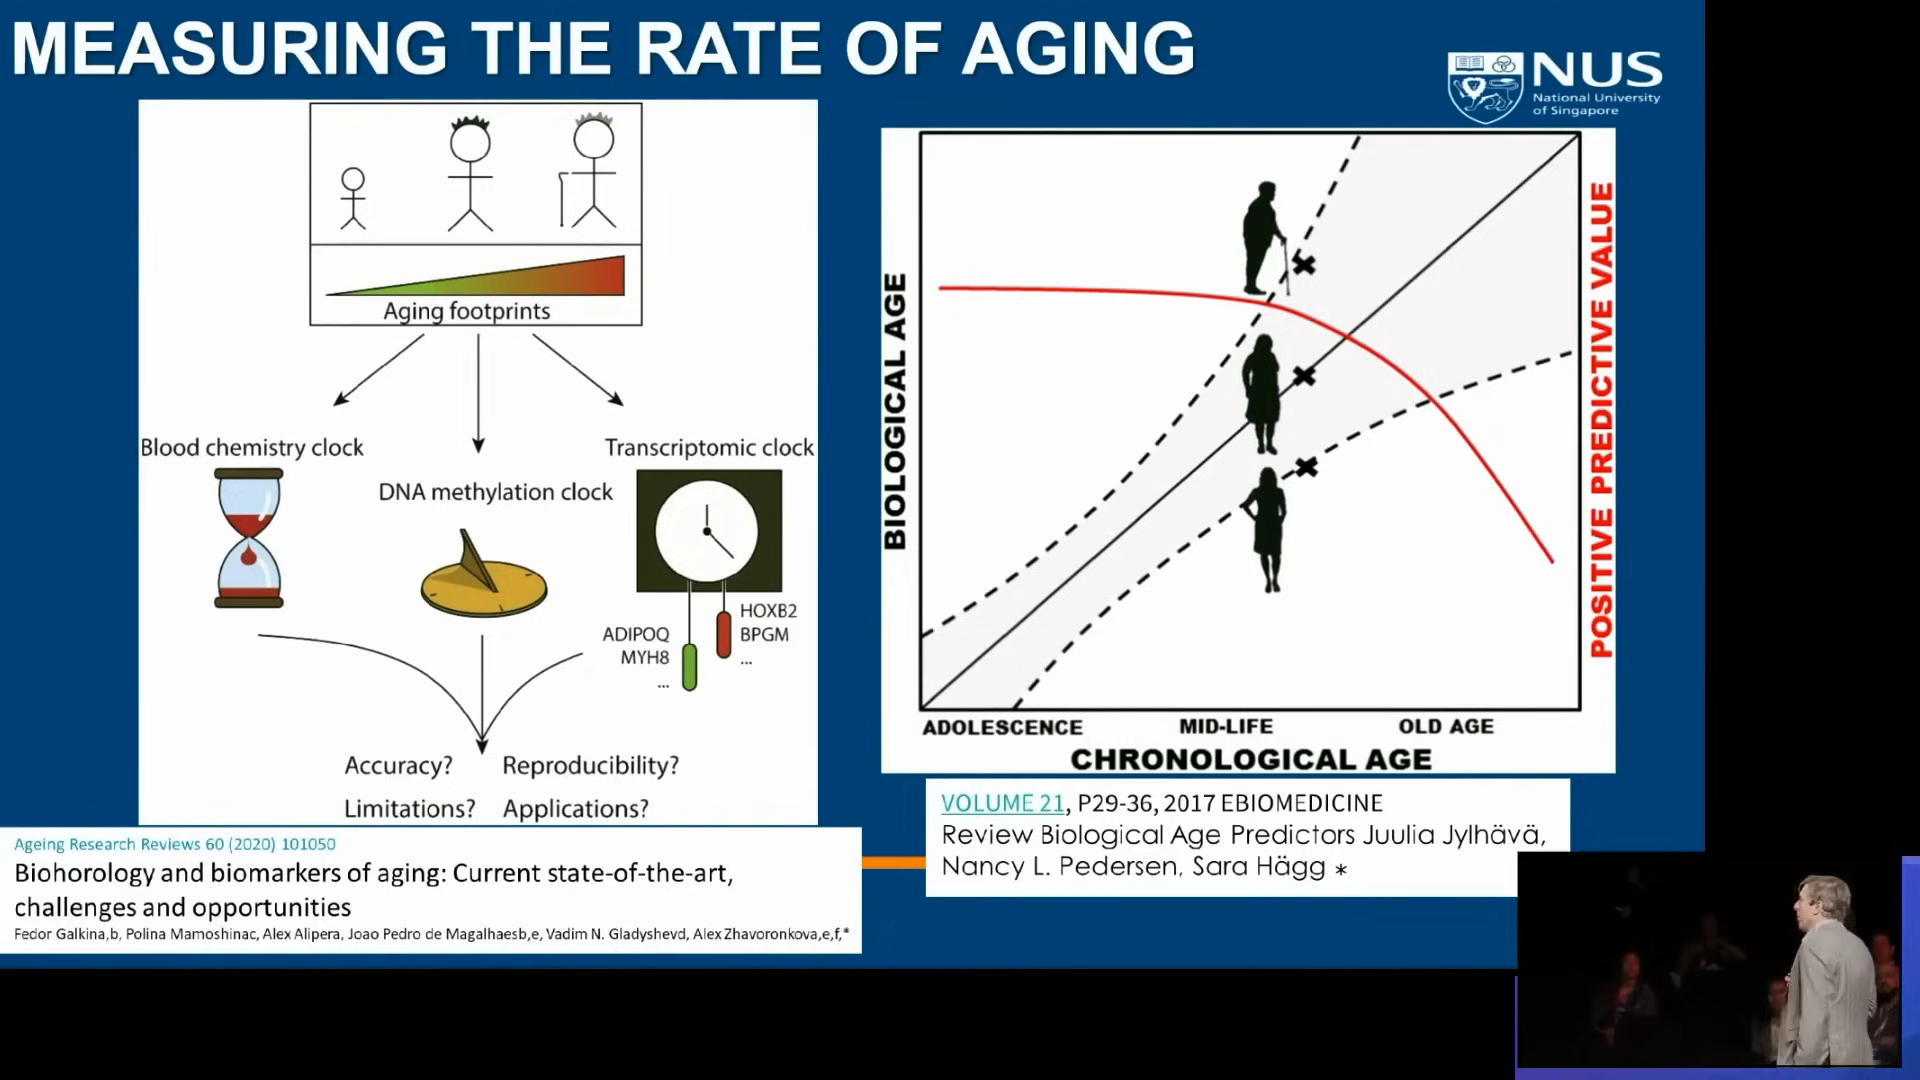 MEASURING THE RATE OF AGING
NUS
National University
of Singapore
Aging footprints
Blood chemistry clock
DNA methylation clock
Transcriptomic clock
ADIPOQ
MYH8
...
HOXB2
BPGM
...
Accuracy? Reproducibility?
Limitations? Applications?
Ageing Research Reviews 60 (2020) 101050
Biohorology and biomarkers of aging: Current state-of-the-art,
challenges and opportunities
Fedor Galkina,b, Polina Mamoshinac, Alex Alipera, Joao Pedro de Magalhaesb,e, Vadim N. Gladyshevd, Alex Zhavoronkova,e,f,*
BIOLOGICAL AGE
POSITIVE PREDICTIVE VALUE
ADOLESCENCE MID-LIFE OLD AGE
CHRONOLOGICAL AGE
VOLUME 21, P29-36, 2017 EBIOMEDICINE
Review Biological Age Predictors Juulia Jylhävä,
Nancy L. Pedersen, Sara Hägg *